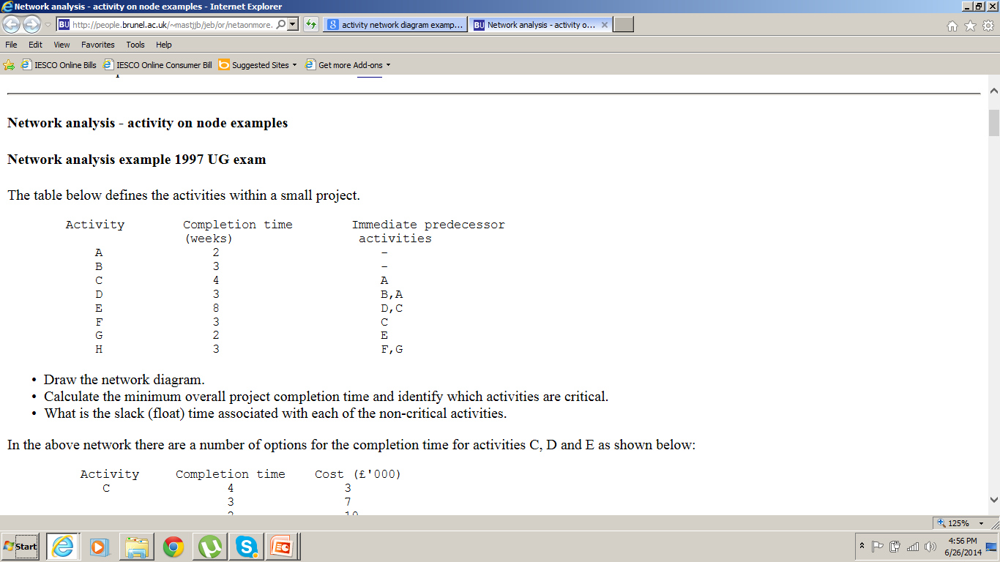 Network analysis - activity on node examples - Internet Explorer
BU http://people.brunel.ac.uk/~mastjjb/jeb/or/netaonmore. 8 activity network diagram examp... BU Network analysis - activity o... ×
File Edit View Favorites Tools Help
IESCO Online Bills IESCO Online Consumer Bill Suggested Sites Get more Add-ons
Network analysis - activity on node examples
Network analysis example 1997 UG exam
The table below defines the activities within a small project.
Activity Completion time Immediate predecessor
(weeks) activities
A 2 -
B 3 -
C 4 A
D 3 B,A
E 8 D,C
F 3 C
G 2 E
H 3 F,G
• Draw the network diagram.
• Calculate the minimum overall project completion time and identify which activities are critical.
• What is the slack (float) time associated with each of the non-critical activities.
In the above network there are a number of options for the completion time for activities C, D and E as shown below:
Activity Completion time Cost (£'000)
C 4 3
3 7
125%
Start
4:56 PM
6/26/2014